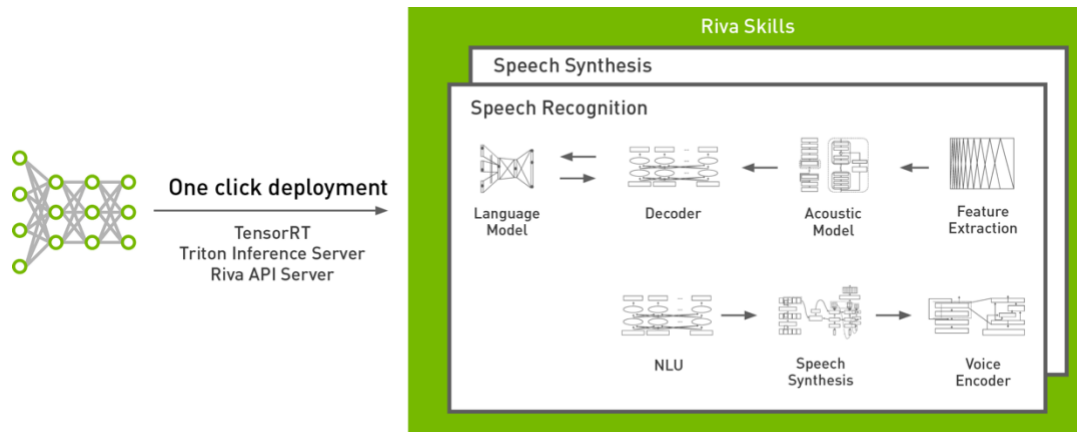 Riva Skills
Speech Synthesis
Speech Recognition
One click deployment
TensorRT
Triton Inference Server
Riva API Server
Language
Model
Decoder
Acoustic
Model
Feature
Extraction
NLU
Speech
Synthesis
Voice
Encoder